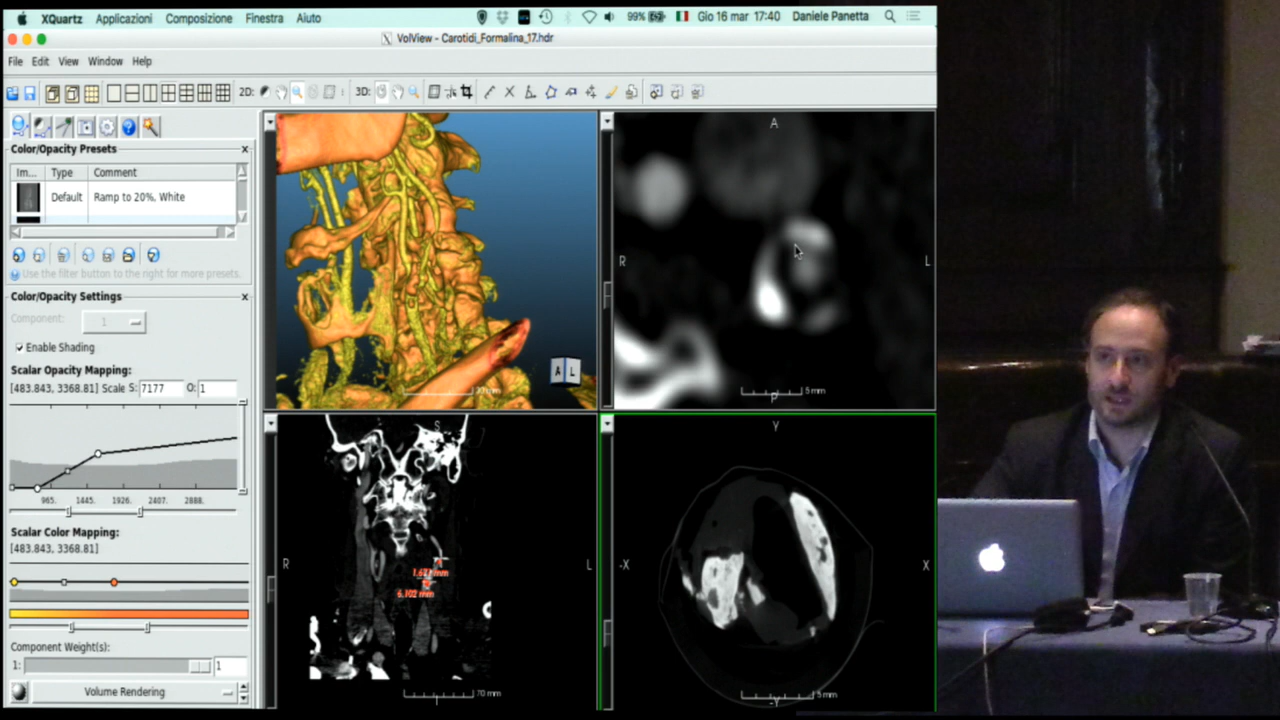 XQuartz Applicazioni Composizione Finestra Aiuto 99% Gio 16 mar 17:40 Daniele Panetta
VolView - Carotidi_Formalina_17.hdr
File Edit View Window Help
2D: 3D:
Color/Opacity Presets x
Im... Type Comment
Default Ramp to 20%, White
Use the filter button to the right for more presets.
Color/Opacity Settings x
Component: 1
Enable Shading
Scalar Opacity Mapping:
[483.843, 3368.81] Scale S: 7177 O: 1
965. 1445. 1926. 2407. 2888.
Scalar Color Mapping:
[483.843, 3368.81]
Component Weight(s):
1: 1
Volume Rendering
A L
A
R L
5 mm
P
S
R L
6.102 mm
70 mm
I
Y
-X X
5 mm
-Y